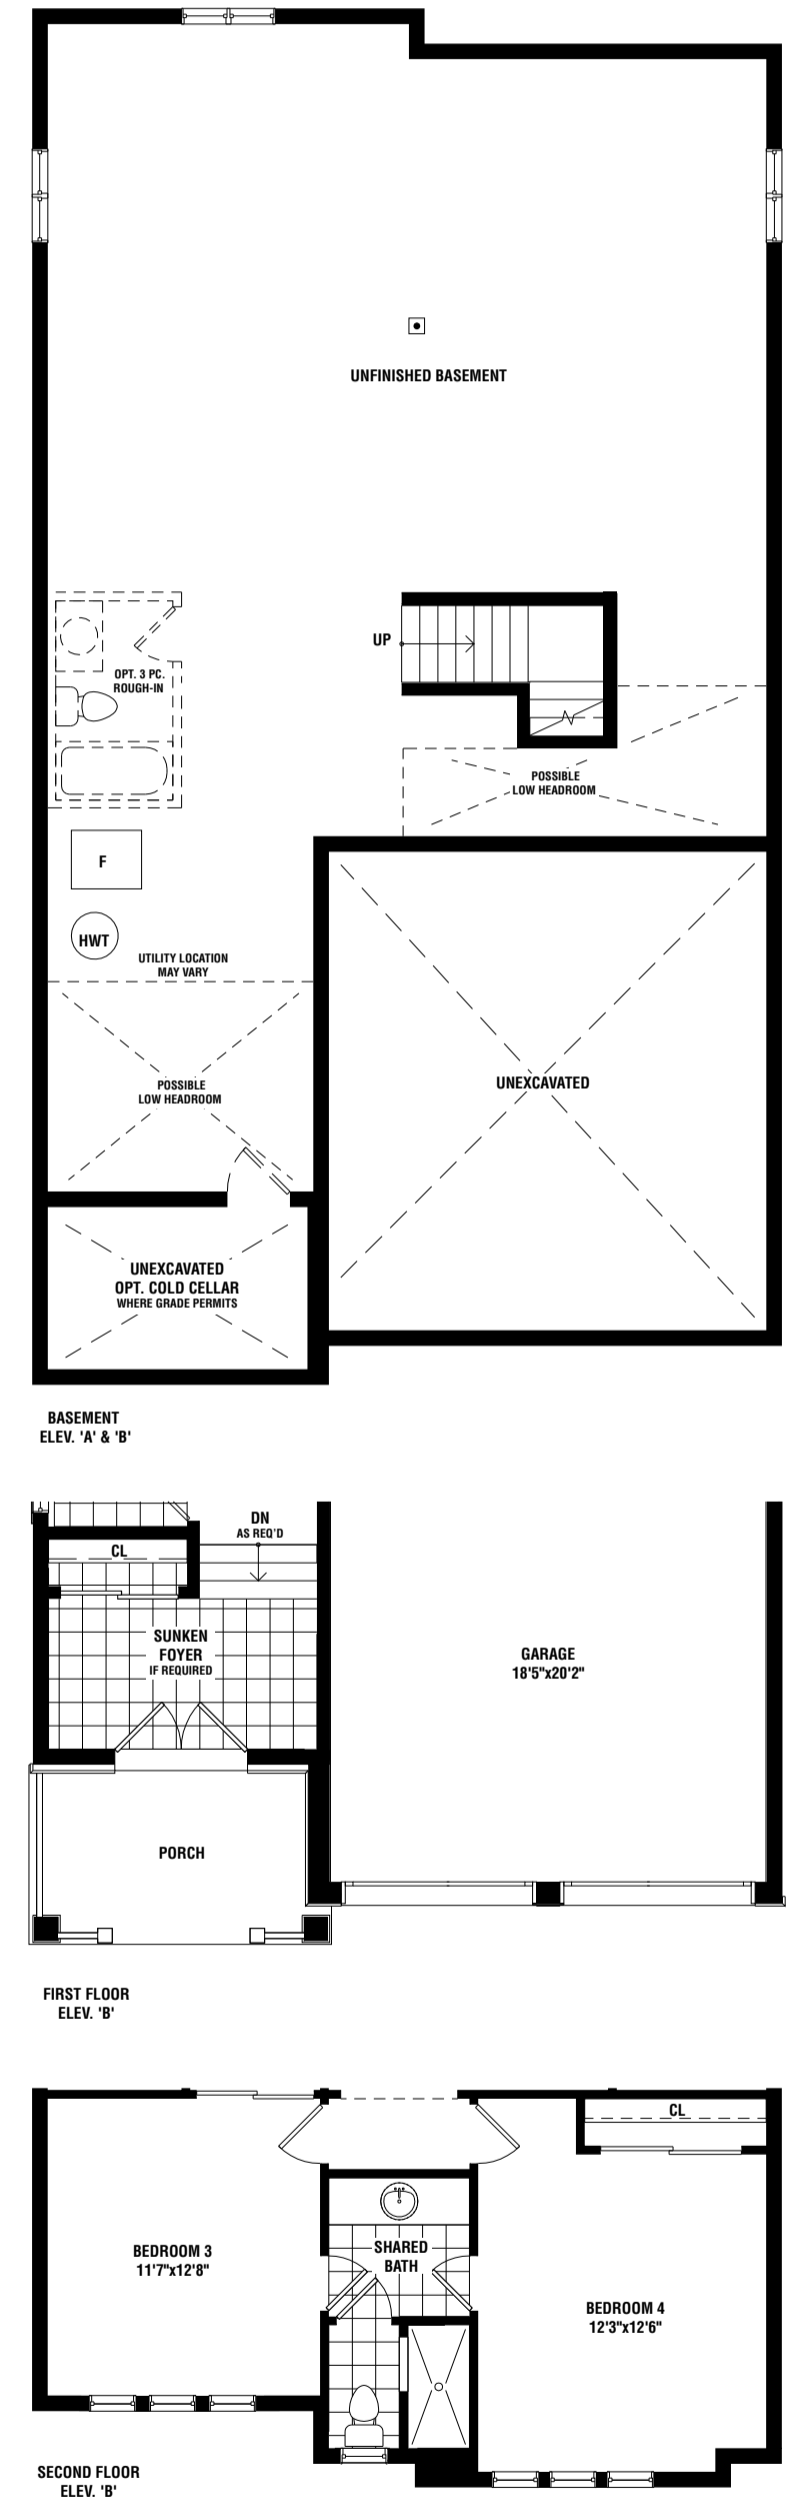 UNFINISHED BASEMENT
UP
OPT. 3 PC.
ROUGH-IN
POSSIBLE
LOW HEADROOM
F
HWT
UTILITY LOCATION
MAY VARY
POSSIBLE
LOW HEADROOM
UNEXCAVATED
UNEXCAVATED
OPT. COLD CELLAR
WHERE GRADE PERMITS
BASEMENT
ELEV. 'A' & 'B'
DN
AS REQ'D
CL
SUNKEN
FOYER
IF REQUIRED
GARAGE
18'5"x20'2"
PORCH
FIRST FLOOR
ELEV. 'B'
CL
BEDROOM 3
11'7"x12'8"
SHARED
BATH
BEDROOM 4
12'3"x12'6"
SECOND FLOOR
ELEV. 'B'